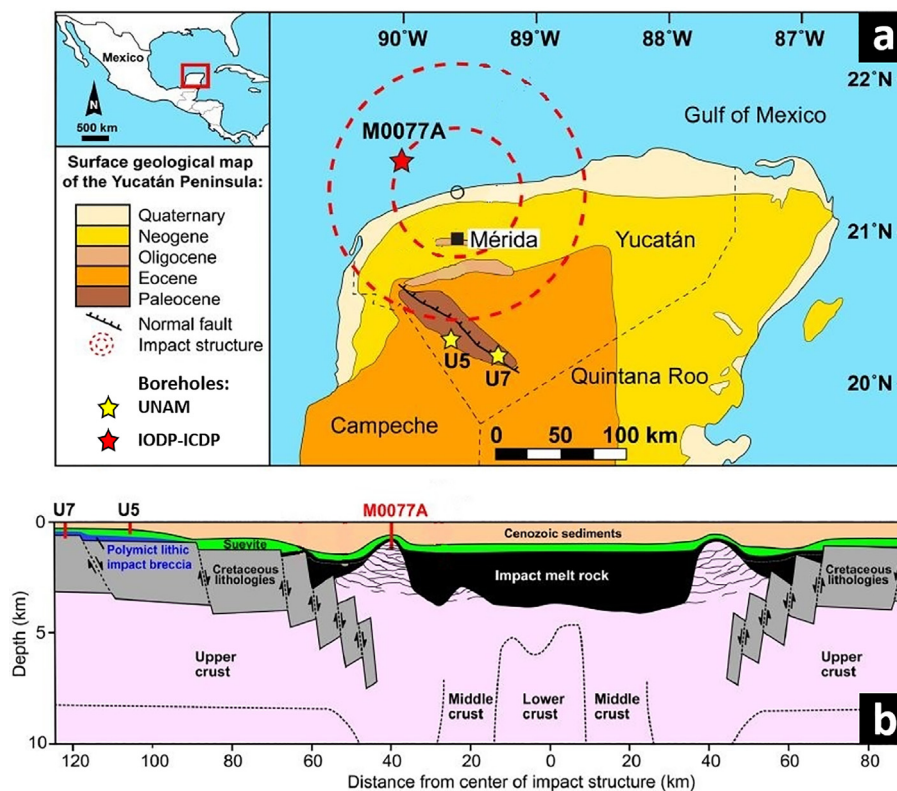 90˚W
89˚W
88˚W
87˚W
a
Mexico
N
500 km
22˚N
Gulf of Mexico
M0077A
Surface geological map
of the Yucatán Peninsula:
Quaternary
Neogene
Oligocene
Eocene
Paleocene
Normal fault
Impact structure
Boreholes:
UNAM
IODP-ICDP
Mérida
Yucatán
21˚N
U5
U7
Quintana Roo
20˚N
Campeche
0 50 100 km
U7
U5
M0077A
0
Cenozoic sediments
Suevite
Polymict lithic
impact breccia
Cretaceous
lithologies
Impact melt rock
Cretaceous
lithologies
Depth (km)
5
Upper
crust
Middle
crust
Lower
crust
Middle
crust
Upper
crust
b
10
120 100 80 60 40 20 0 20 40 60 80
Distance from center of impact structure (km)